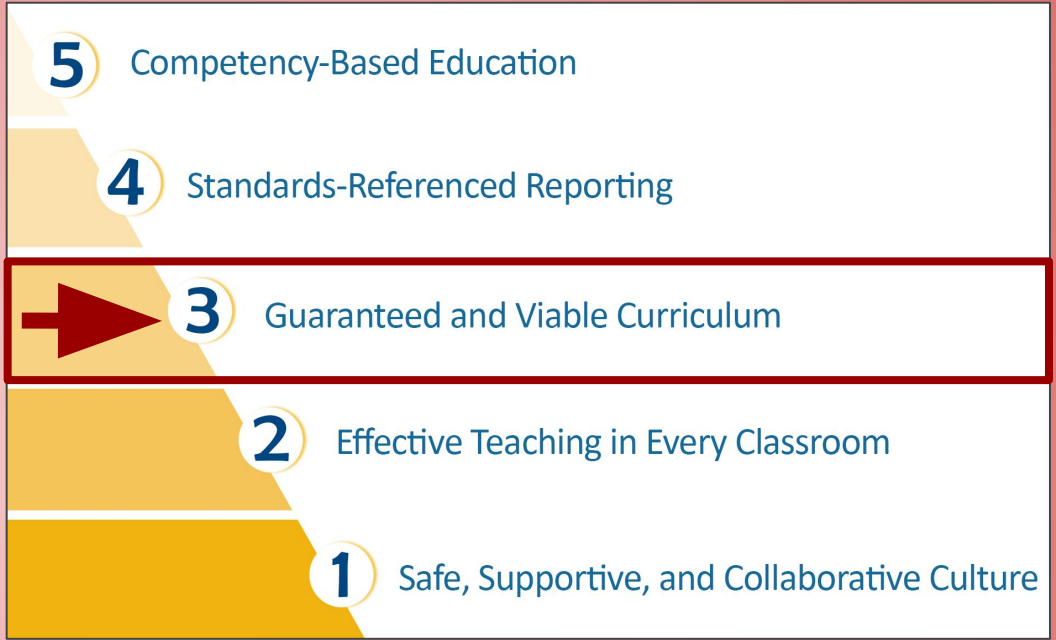 5 Competency-Based Education
4 Standards-Referenced Reporting
3 Guaranteed and Viable Curriculum
2 Effective Teaching in Every Classroom
1 Safe, Supportive, and Collaborative Culture